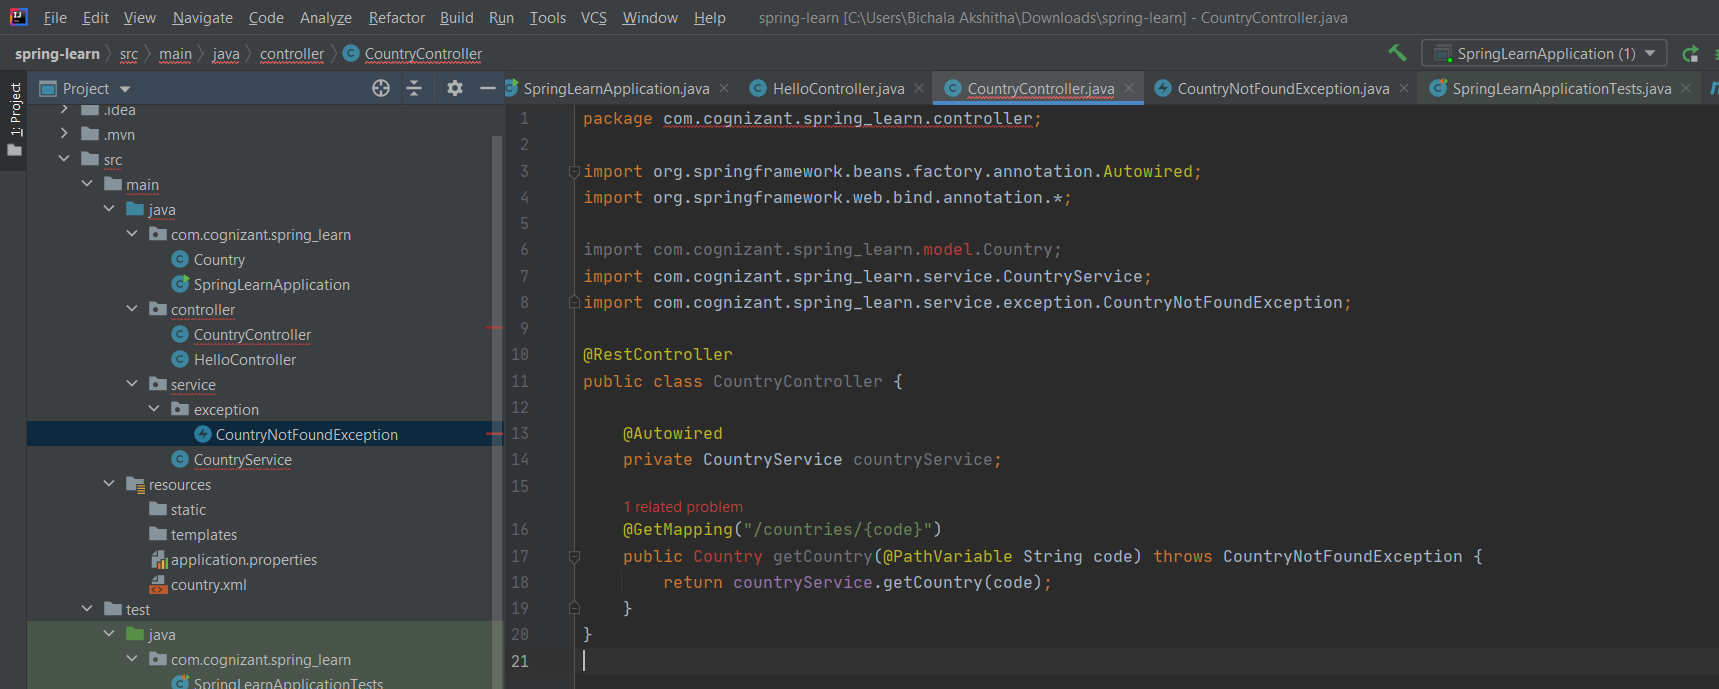 File Edit View Navigate Code Analyze Refactor Build Run Tools VCS Window Help spring-learn [C:\Users\Bichala Akshitha\Downloads\spring-learn] - CountryController.java
spring-learn src main java controller CountryController SpringLearnApplication (1)
1: Project
Project
SpringLearnApplication.java HelloController.java CountryController.java CountryNotFoundException.java SpringLearnApplicationTests.java
.idea
.mvn
src
main
java
com.cognizant.spring_learn
Country
SpringLearnApplication
controller
CountryController
HelloController
service
exception
CountryNotFoundException
CountryService
resources
static
templates
application.properties
country.xml
test
java
com.cognizant.spring_learn
SpringLearnApplicationTests
1 package com.cognizant.spring_learn.controller;
2
3 import org.springframework.beans.factory.annotation.Autowired;
4 import org.springframework.web.bind.annotation.*;
5
6 import com.cognizant.spring_learn.model.Country;
7 import com.cognizant.spring_learn.service.CountryService;
8 import com.cognizant.spring_learn.service.exception.CountryNotFoundException;
9
10 @RestController
11 public class CountryController {
12
13 @Autowired
14 private CountryService countryService;
15
1 related problem
16 @GetMapping("/countries/{code}")
17 public Country getCountry(@PathVariable String code) throws CountryNotFoundException {
18 return countryService.getCountry(code);
19 }
20 }
21